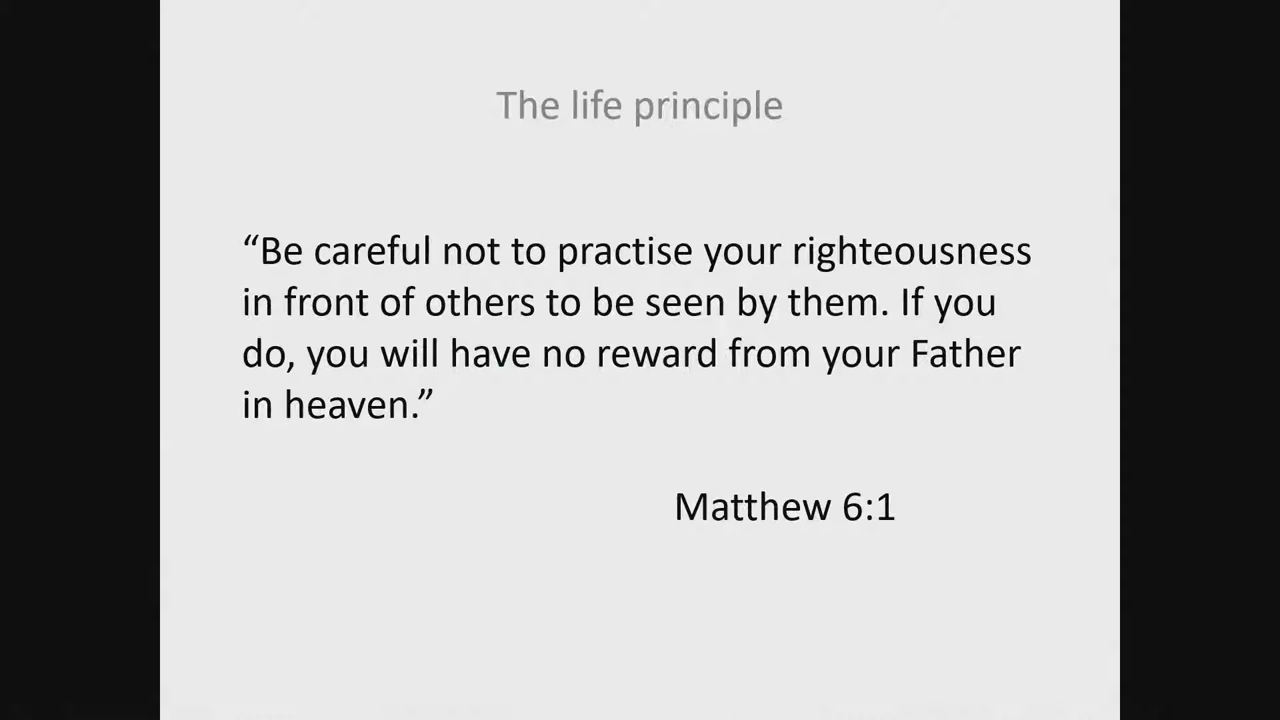 The life principle
“Be careful not to practise your righteousness
in front of others to be seen by them. If you
do, you will have no reward from your Father
in heaven.”
Matthew 6:1